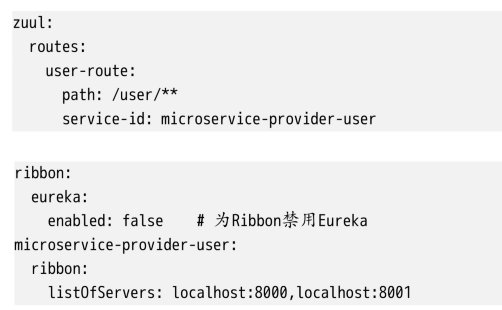 zuul:
  routes:
    user-route:
      path: /user/**
      service-id: microservice-provider-user
ribbon:
  eureka:
    enabled: false    # 为Ribbon禁用Eureka
microservice-provider-user:
  ribbon:
    listOfServers: localhost:8000,localhost:8001